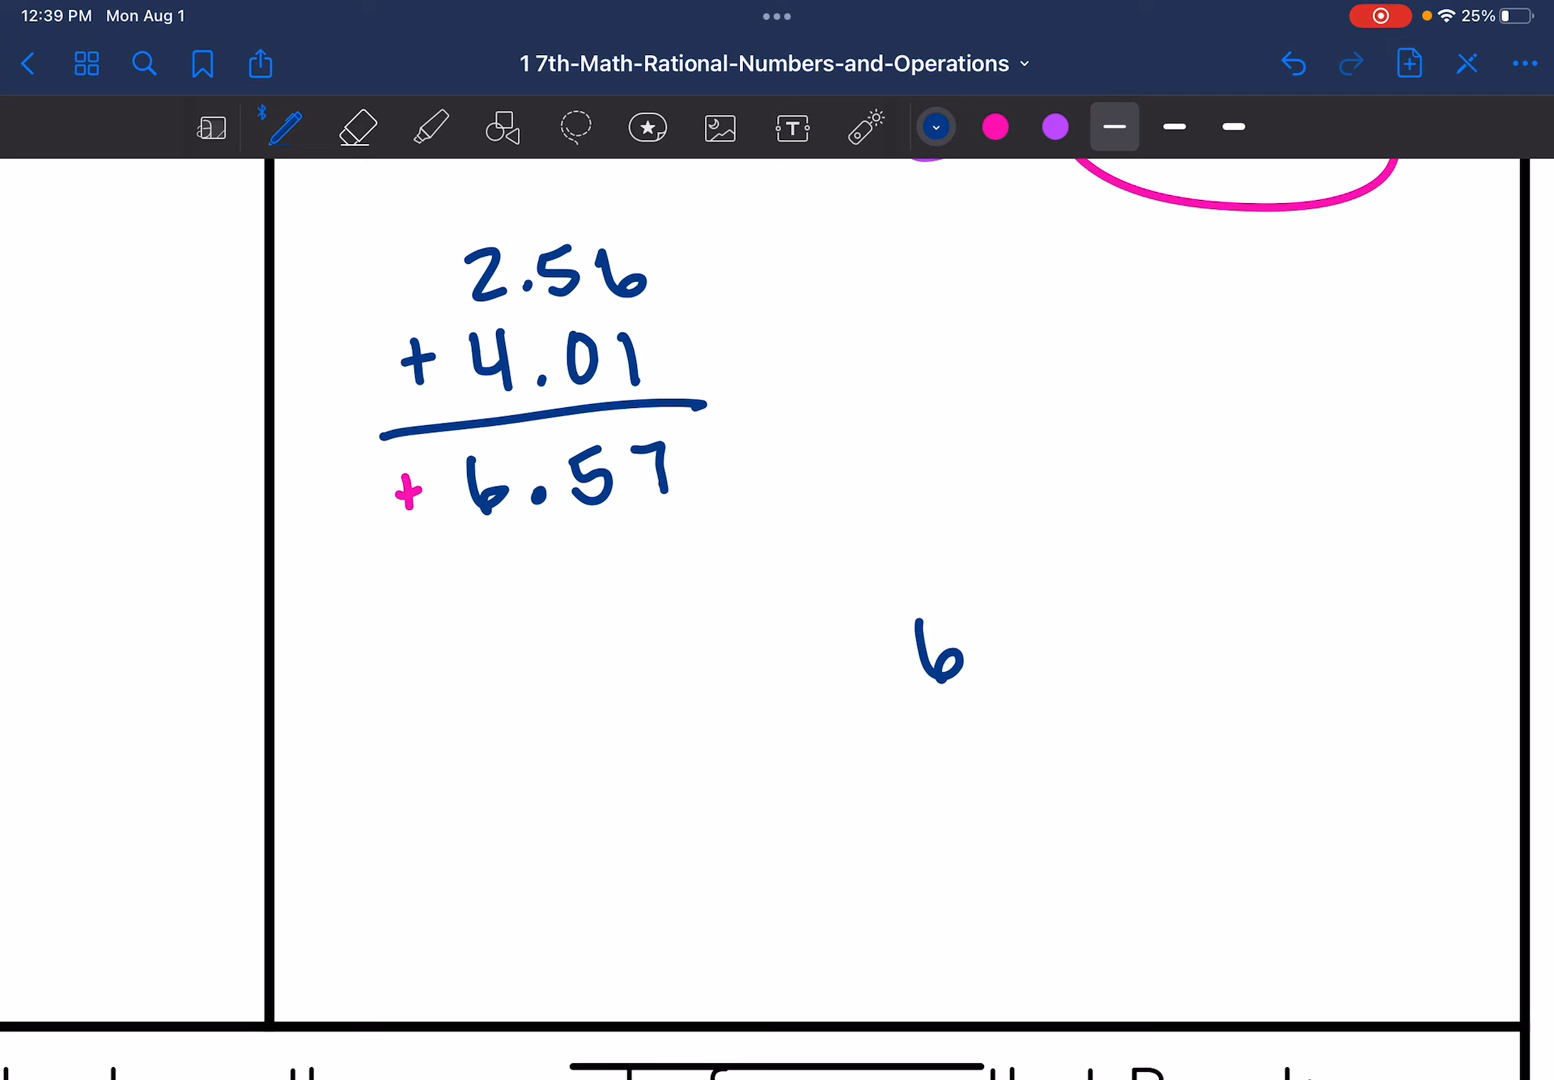 12:39 PM Mon Aug 1
25%
1 7th-Math-Rational-Numbers-and-Operations
T
2.56
+ 4.01
+ 6.57
6